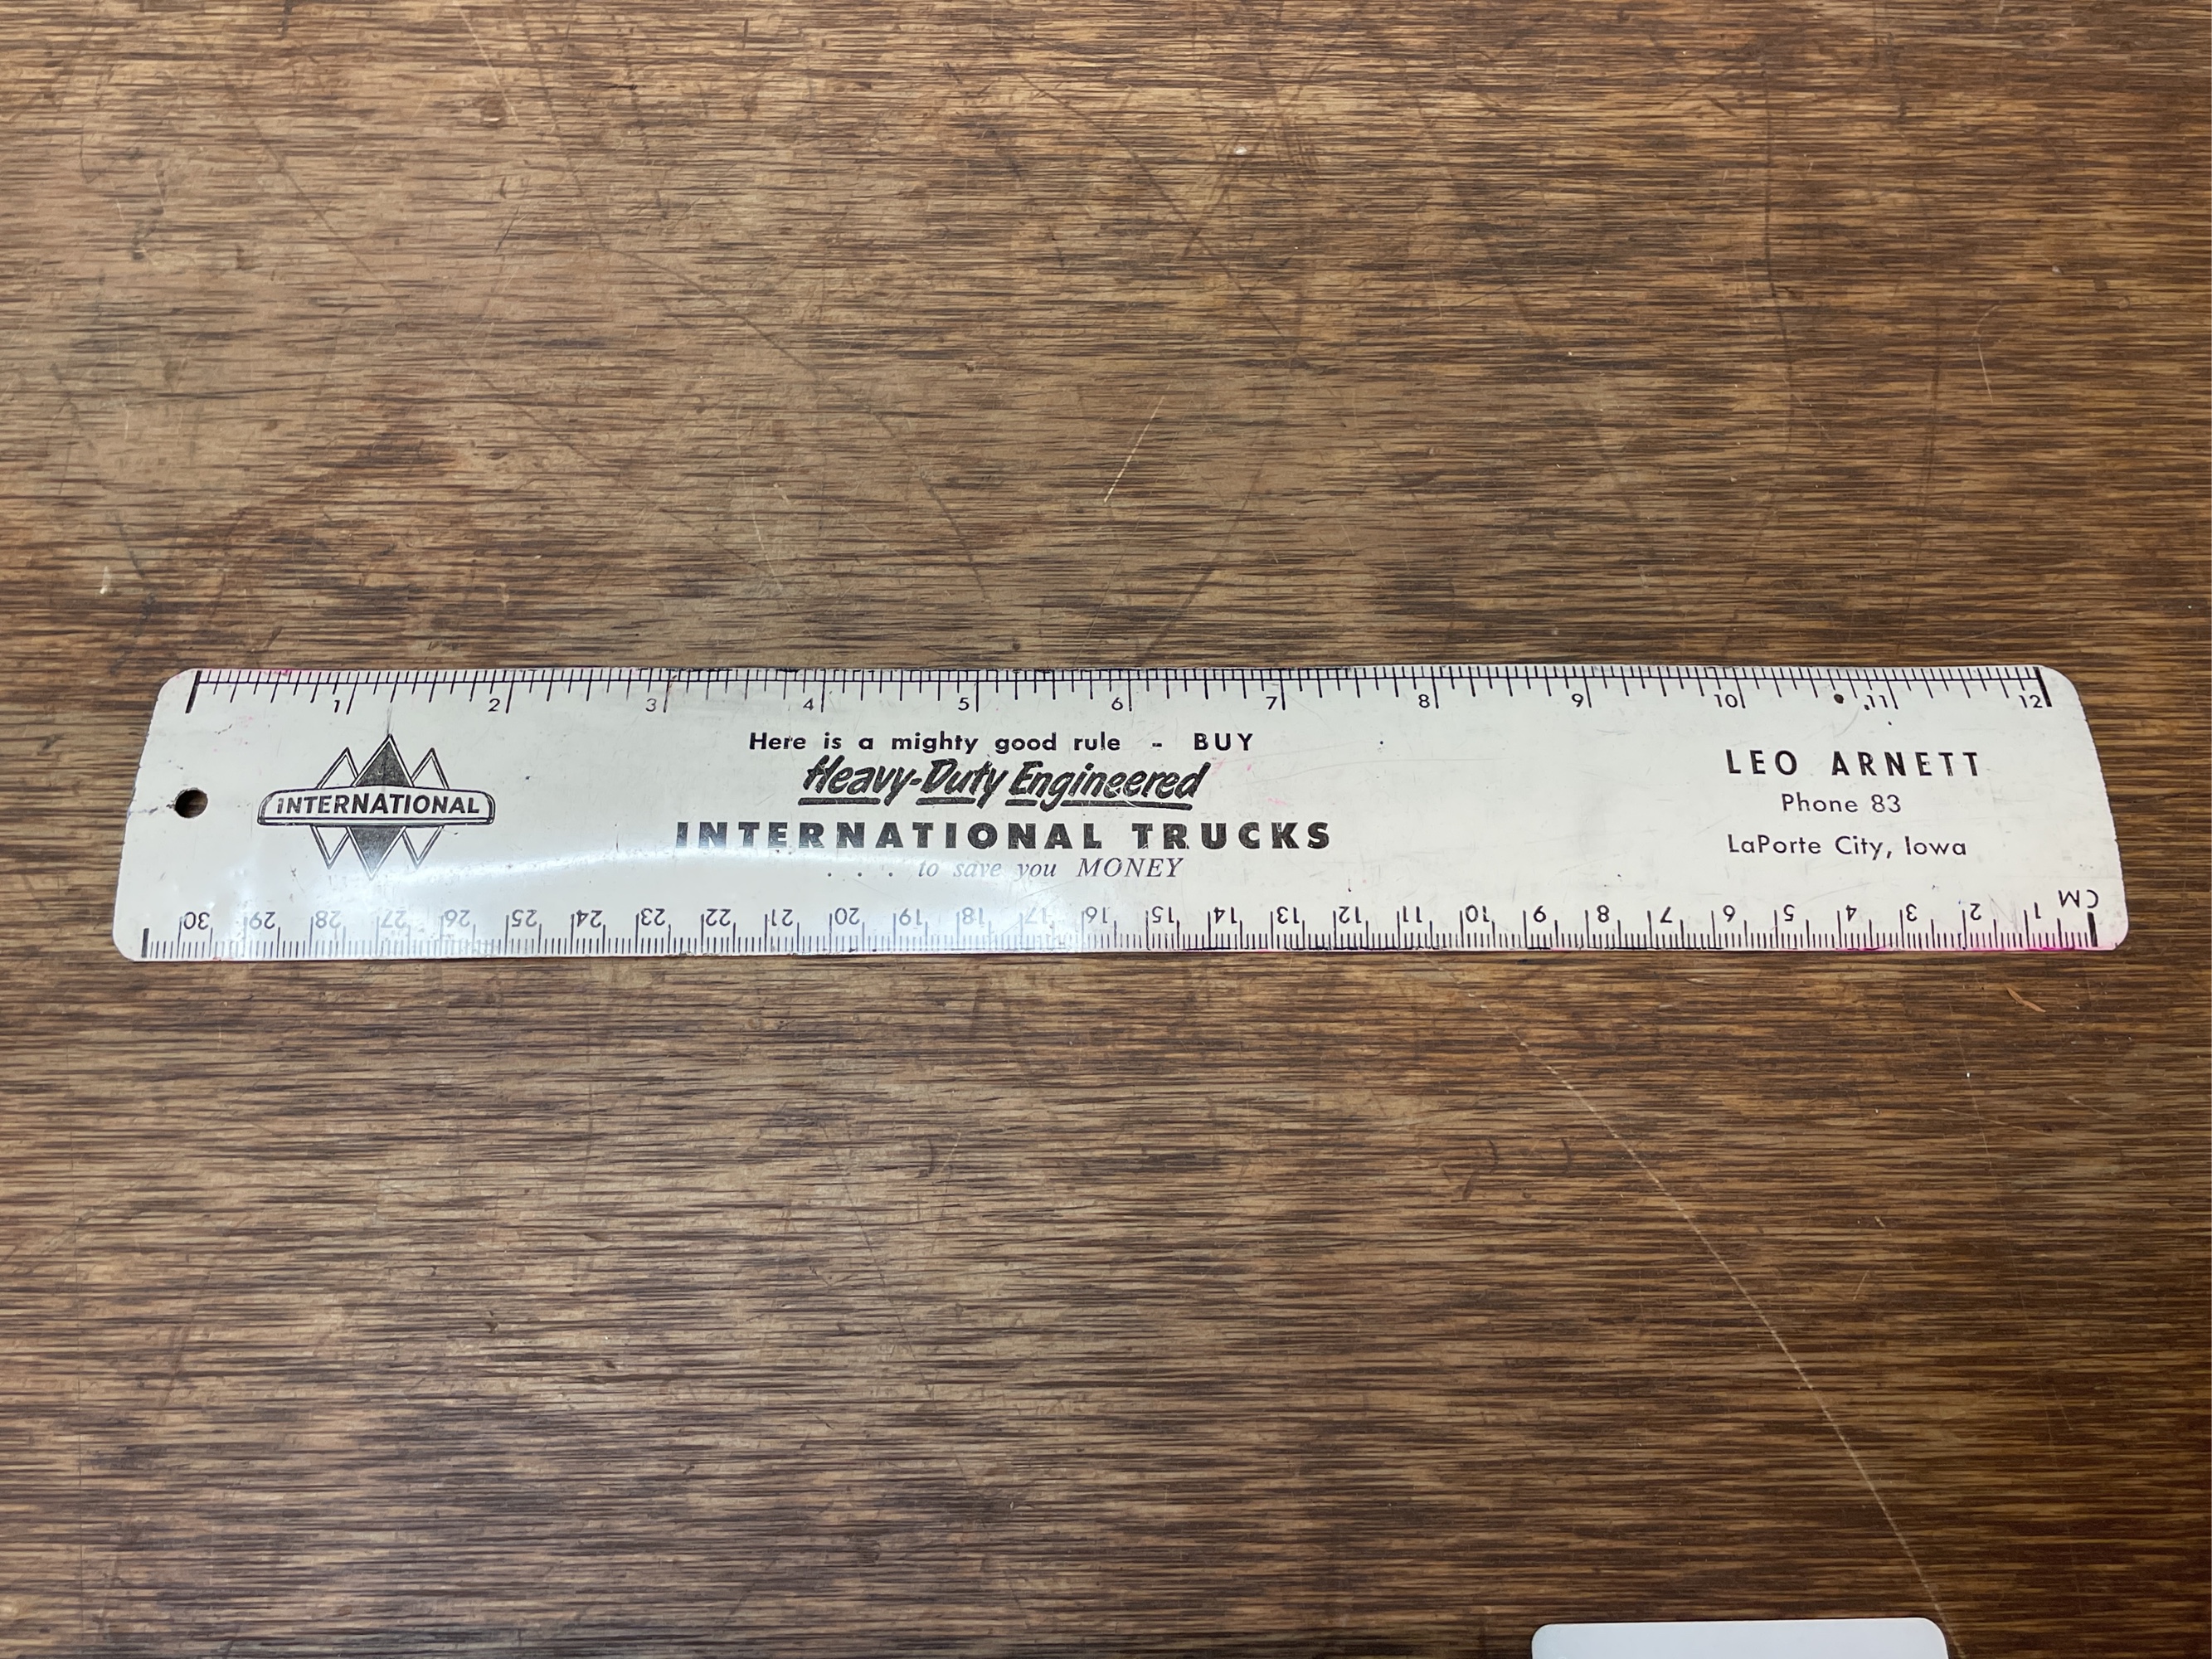 1 2 3 4 5 6 7 8 9 10 11 12
INTERNATIONAL
Here is a mighty good rule - BUY
Heavy-Duty Engineered
INTERNATIONAL TRUCKS
. . . to save you MONEY
LEO ARNETT
Phone 83
LaPorte City, Iowa
CM 1 2 3 4 5 6 7 8 9 10 11 12 13 14 15 16 17 18 19 20 21 22 23 24 25 26 27 28 29 30